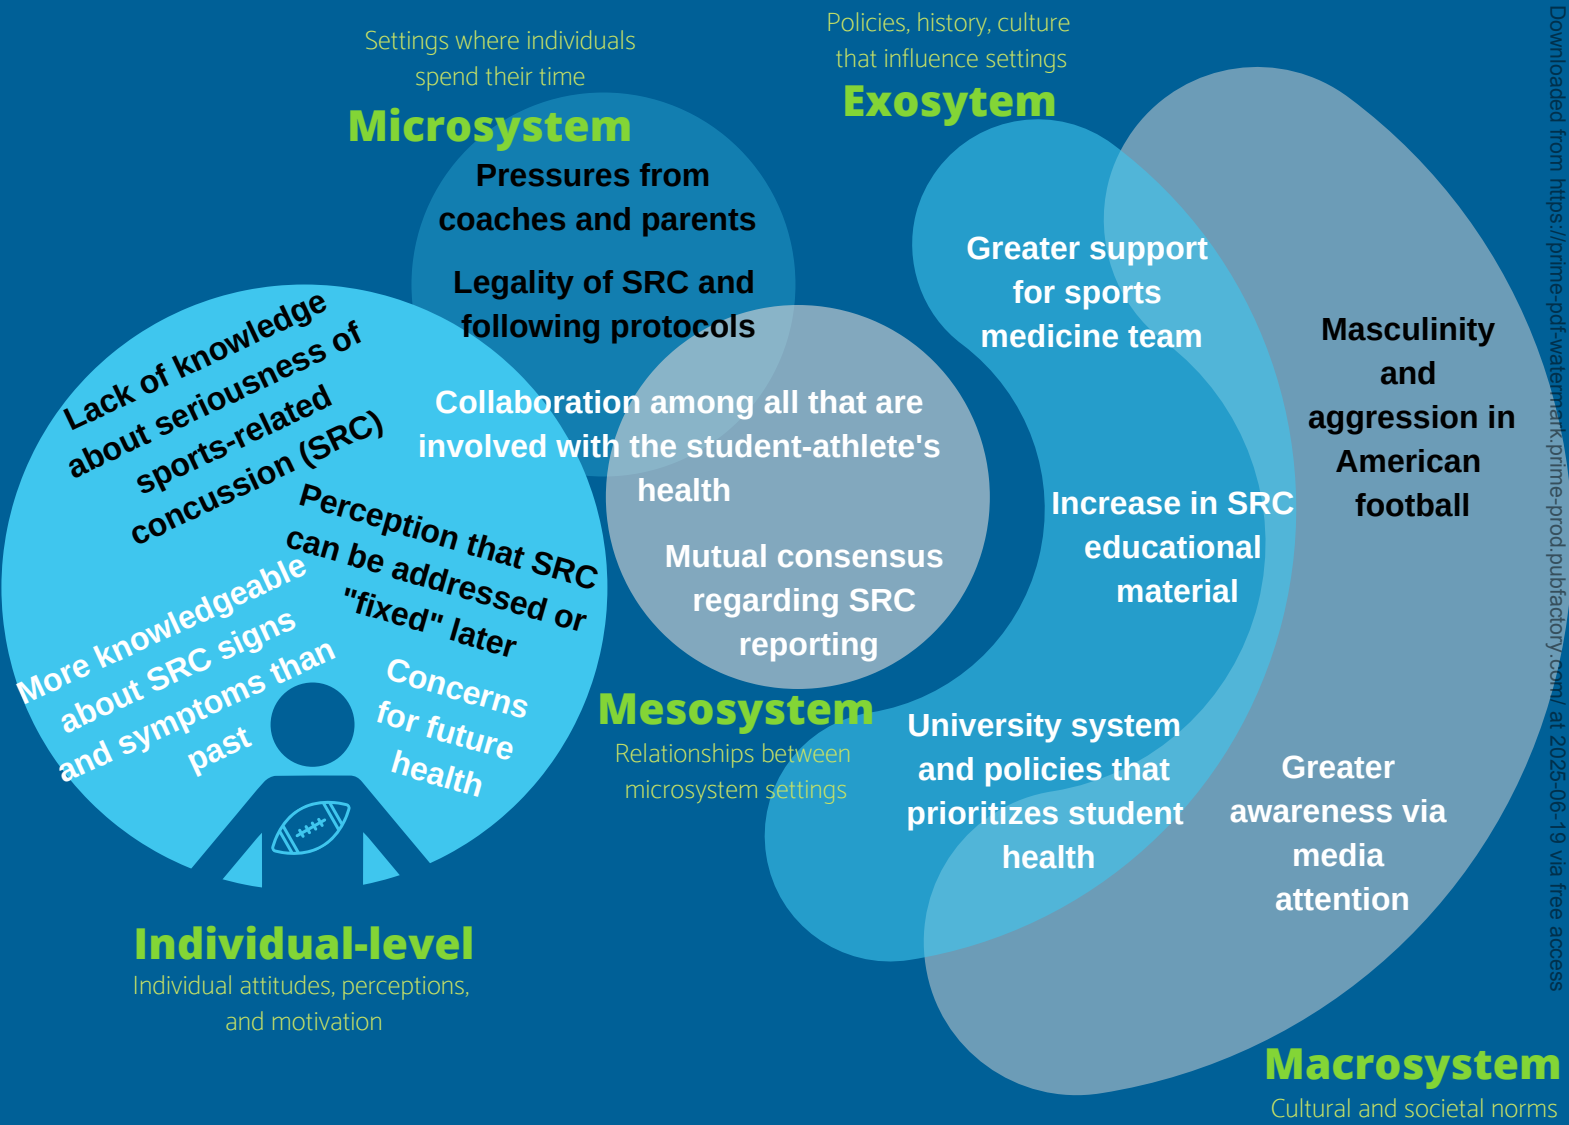 Settings where individuals
spend their time
Microsystem
Pressures from
coaches and parents
Legality of SRC and
following protocols
Policies, history, culture
that influence settings
Exosytem
Greater support
for sports
medicine team
Increase in SRC
educational
material
University system
and policies that
prioritizes student
health
Masculinity
and
aggression in
American
football
Greater
awareness via
media
attention
Macrosystem
Cultural and societal norms
Collaboration among all that are
involved with the student-athlete's
health
Mutual consensus
regarding SRC
reporting
Mesosystem
Relationships between
microsystem settings
Lack of knowledge
about seriousness of
sports-related
concussion (SRC)
Perception that SRC
can be addressed or
"fixed" later
More knowledgeable
about SRC signs
and symptoms than
past
Concerns
for future
health
Individual-level
Individual attitudes, perceptions,
and motivation
Downloaded from https://prime-pdf-watermark.prime-prod.pubfactory.com/ at 2025-06-19 via free access